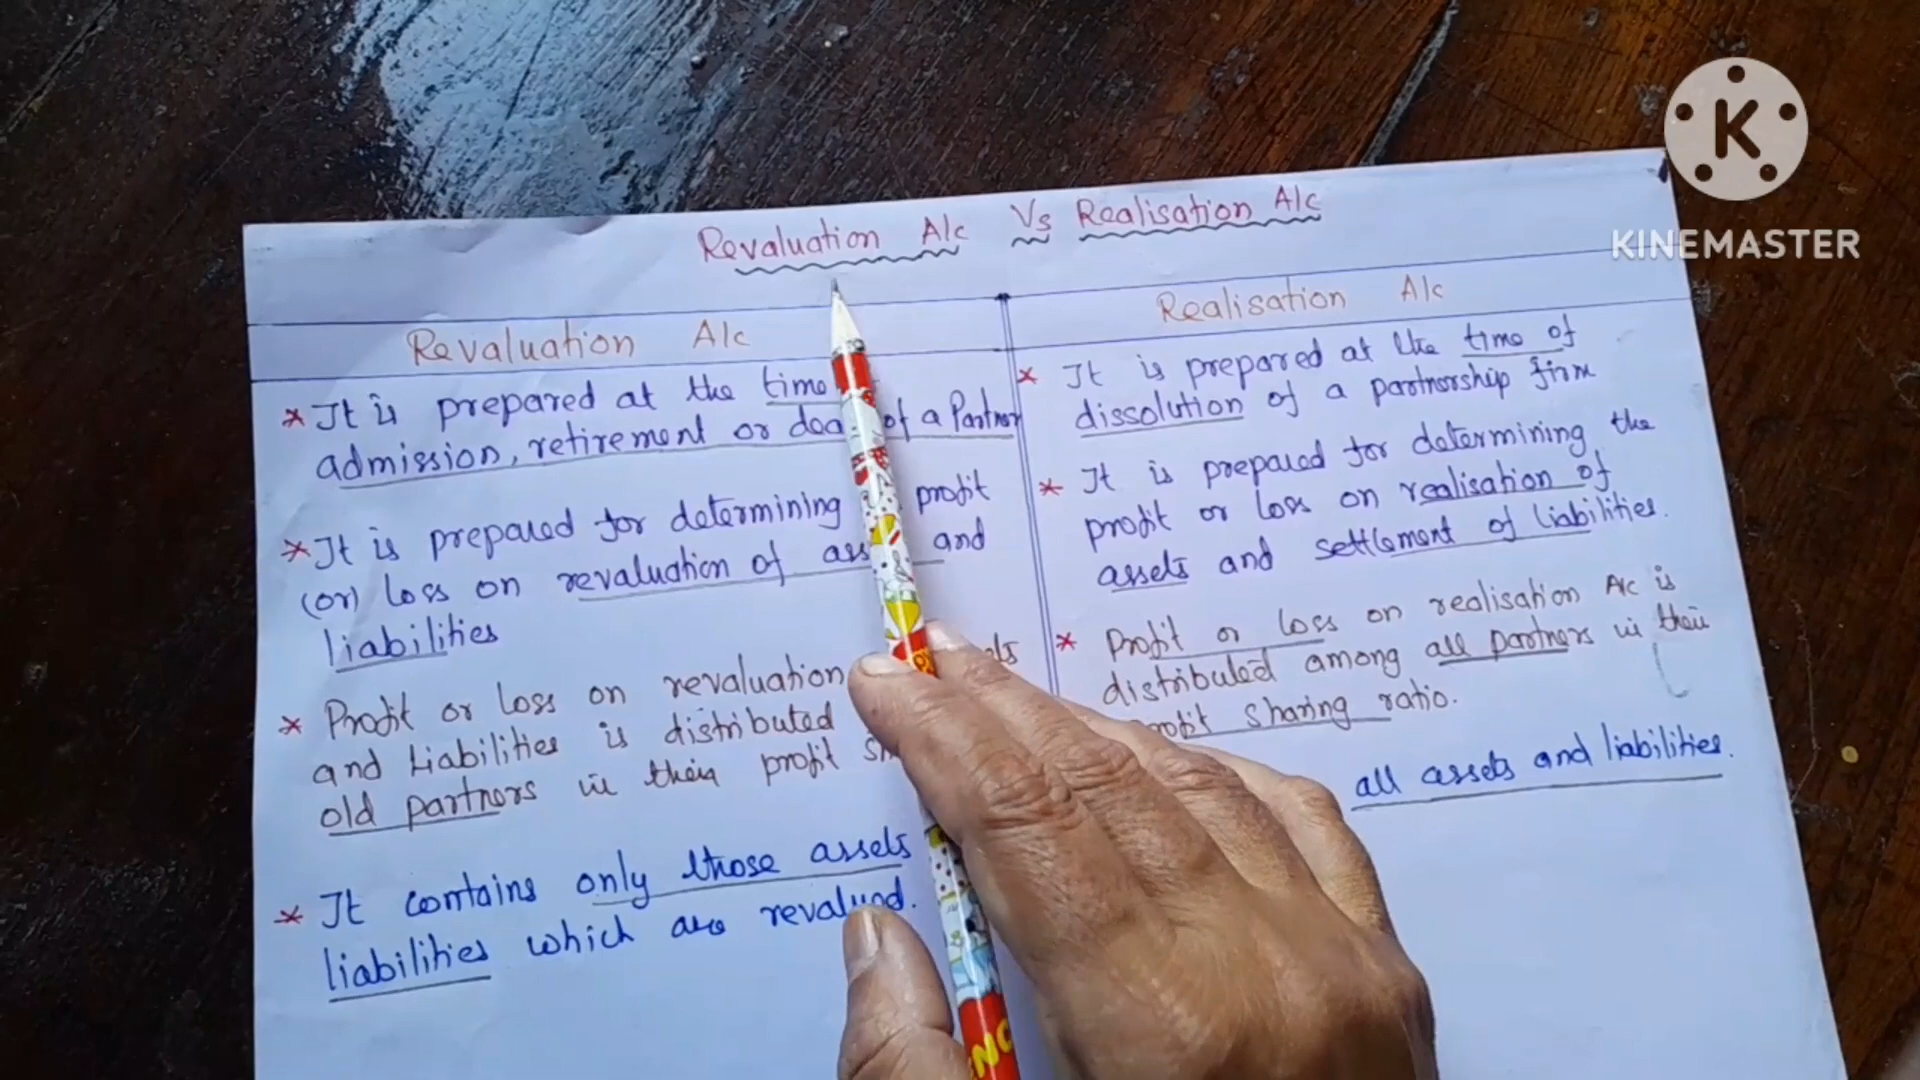 Revaluation A/c Vs Realisation A/c
Revaluation A/c
* It is prepared at the time
admission, retirement or dea of a Partner
* It is prepared for determining profit
(or) loss on revaluation of and
liabilities
* Profit or loss on revaluation
and Liabilities is distributed
old partners in their profit
* It contains only those assets
liabilities which are revalued.
Realisation A/c
* It is prepared at the time of
dissolution of a partnership firm
* It is prepared for determining the
profit or loss on realisation of
assets and settlement of liabilities.
* Profit or loss on realisation A/c is
distributed among all partners in their
profit sharing ratio.
all assets and liabilities.
K
KINEMASTER